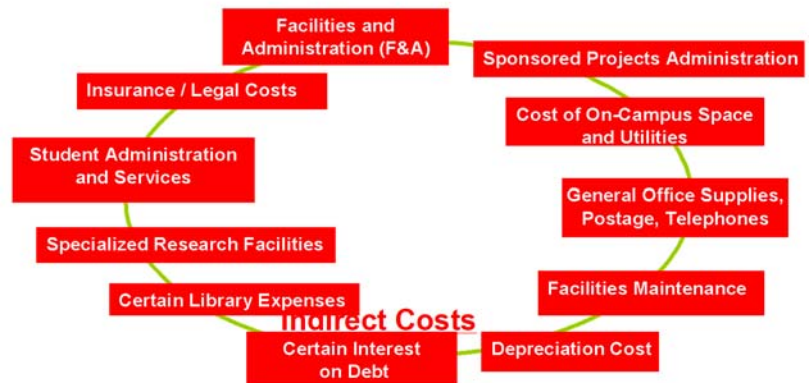 Facilities and
Administration (F&A)
Sponsored Projects Administration
Insurance / Legal Costs
Cost of On-Campus Space
and Utilities
Student Administration
and Services
General Office Supplies,
Postage, Telephones
Specialized Research Facilities
Facilities Maintenance
Certain Library Expenses
Indirect Costs
Certain Interest
on Debt
Depreciation Cost